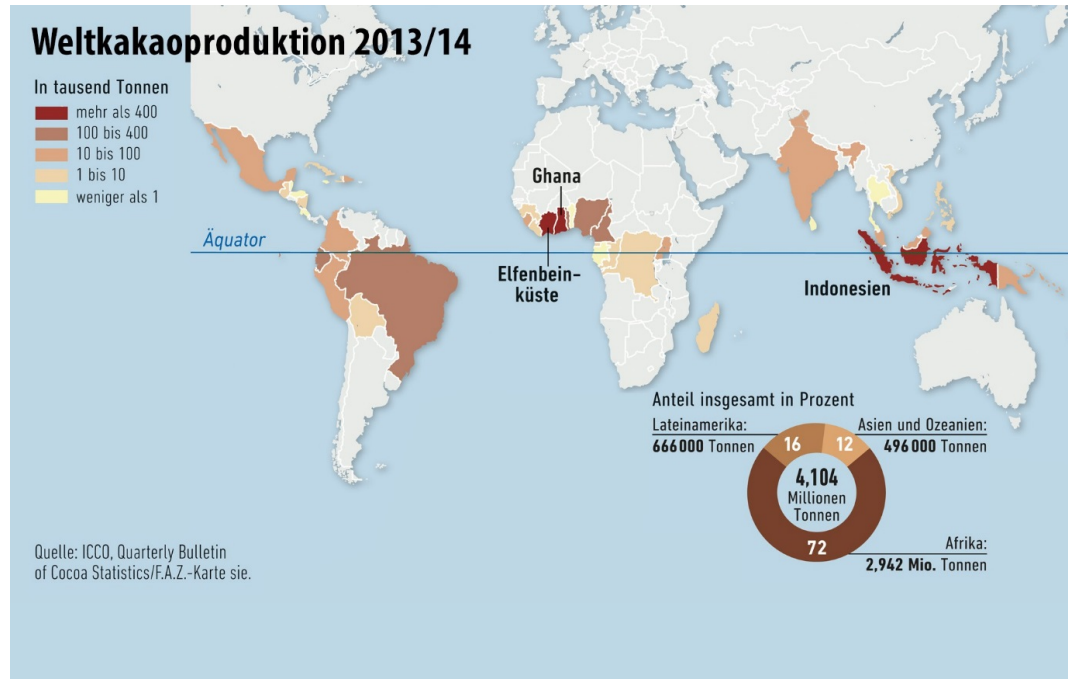 Weltkakaoproduktion 2013/14
In tausend Tonnen
mehr als 400
100 bis 400
10 bis 100
1 bis 10
weniger als 1
Äquator
Ghana
Elfenbein-
küste
Indonesien
Anteil insgesamt in Prozent
Lateinamerika:
666 000 Tonnen
Asien und Ozeanien:
496 000 Tonnen
16
12
4,104
Millionen
Tonnen
72
Afrika:
2,942 Mio. Tonnen
Quelle: ICCO, Quarterly Bulletin
of Cocoa Statistics/F.A.Z.-Karte sie.